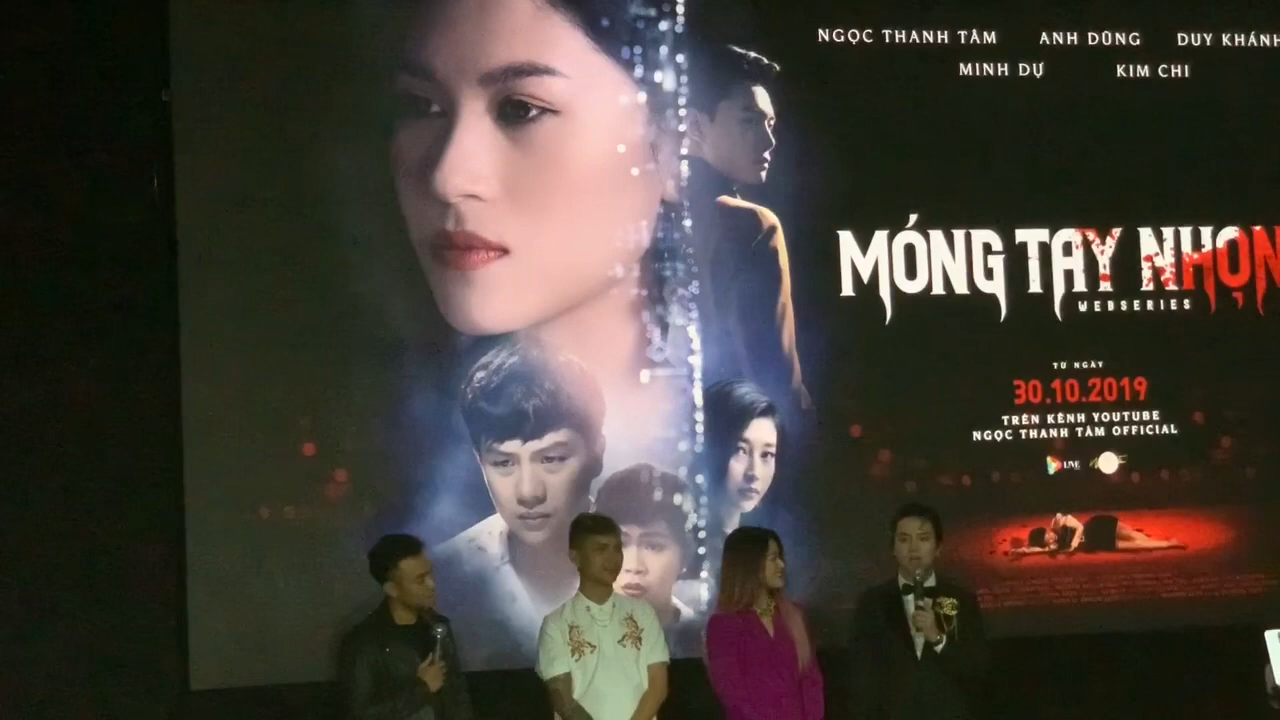 NGỌC THANH TÂM ANH DŨNG DUY KHÁNH
MINH DỰ KIM CHI
MÓNG TAY NHỌN
WEBSERIES
TỪ NGÀY
30.10.2019
TRÊN KÊNH YOUTUBE
NGỌC THANH TÂM OFFICIAL
LIVE